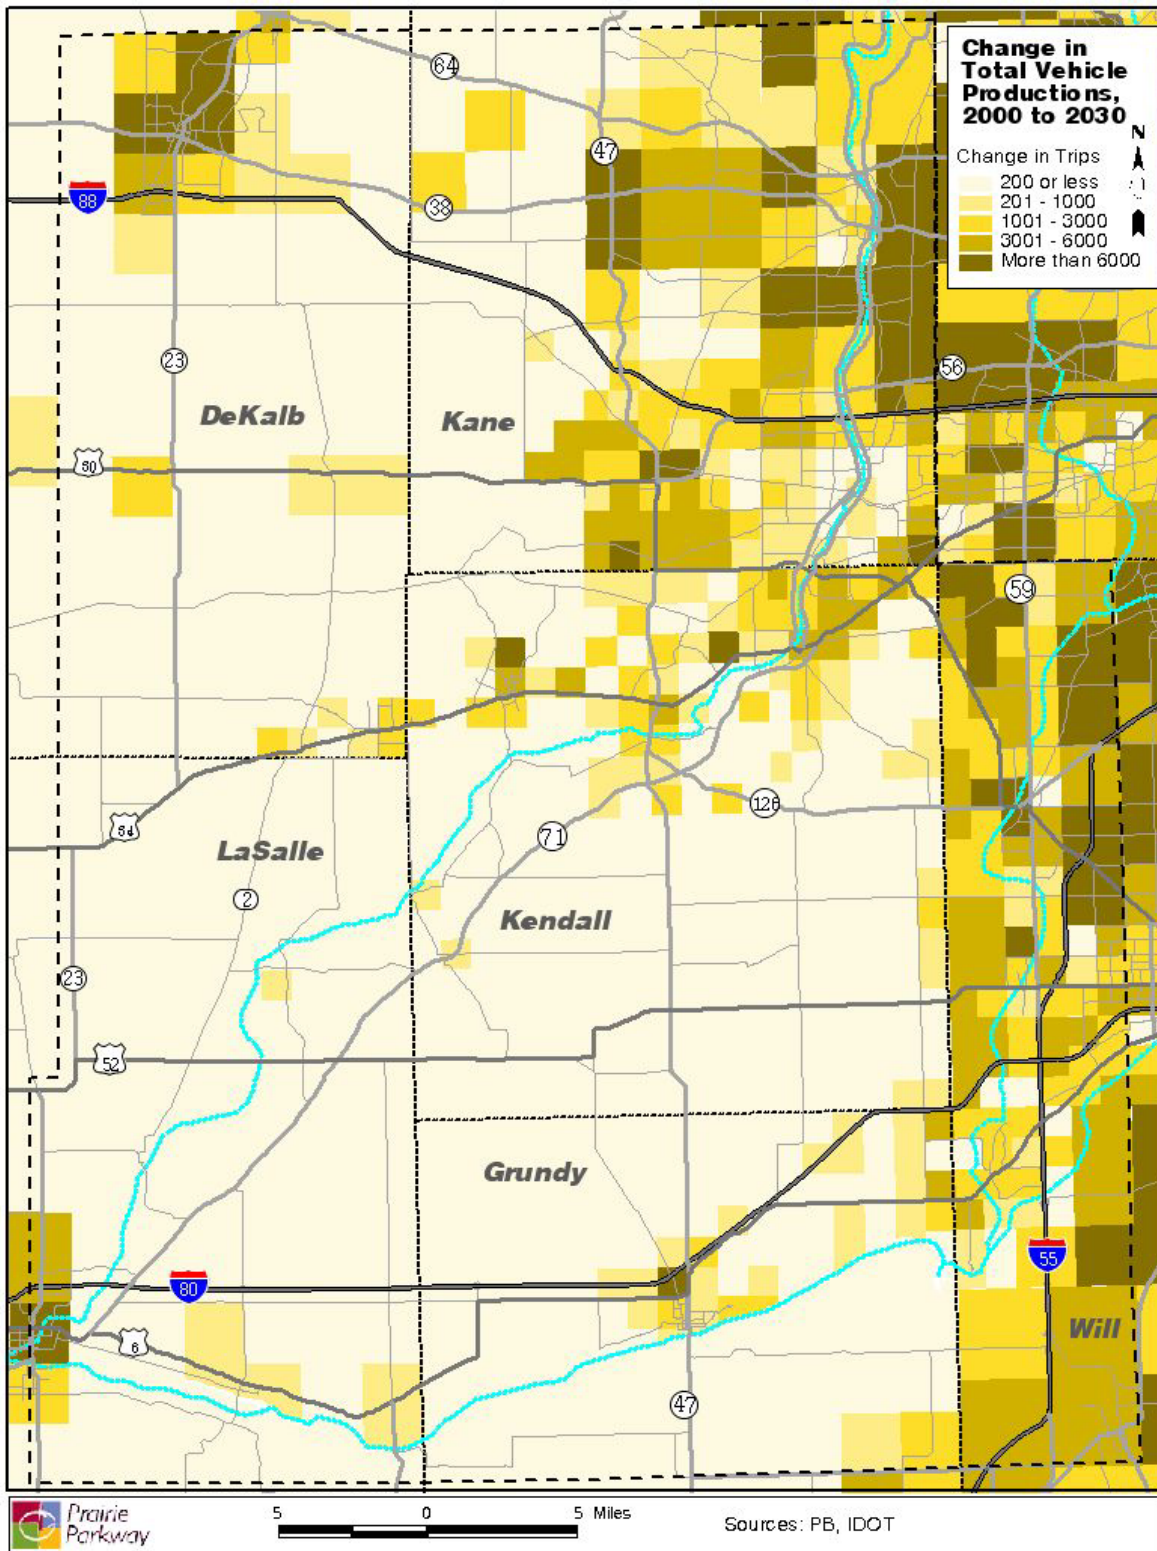 Change in
Total Vehicle
Productions,
2000 to 2030
N
Change in Trips
200 or less
201 - 1000
1001 - 3000
3001 - 6000
More than 6000
64
47
88
38
23
56
DeKalb
Kane
80
59
84
126
71
LaSalle
2
Kendall
23
52
Grundy
55
80
6
Will
47
Prairie
Parkway
5 0 5 Miles
Sources: PB, IDOT